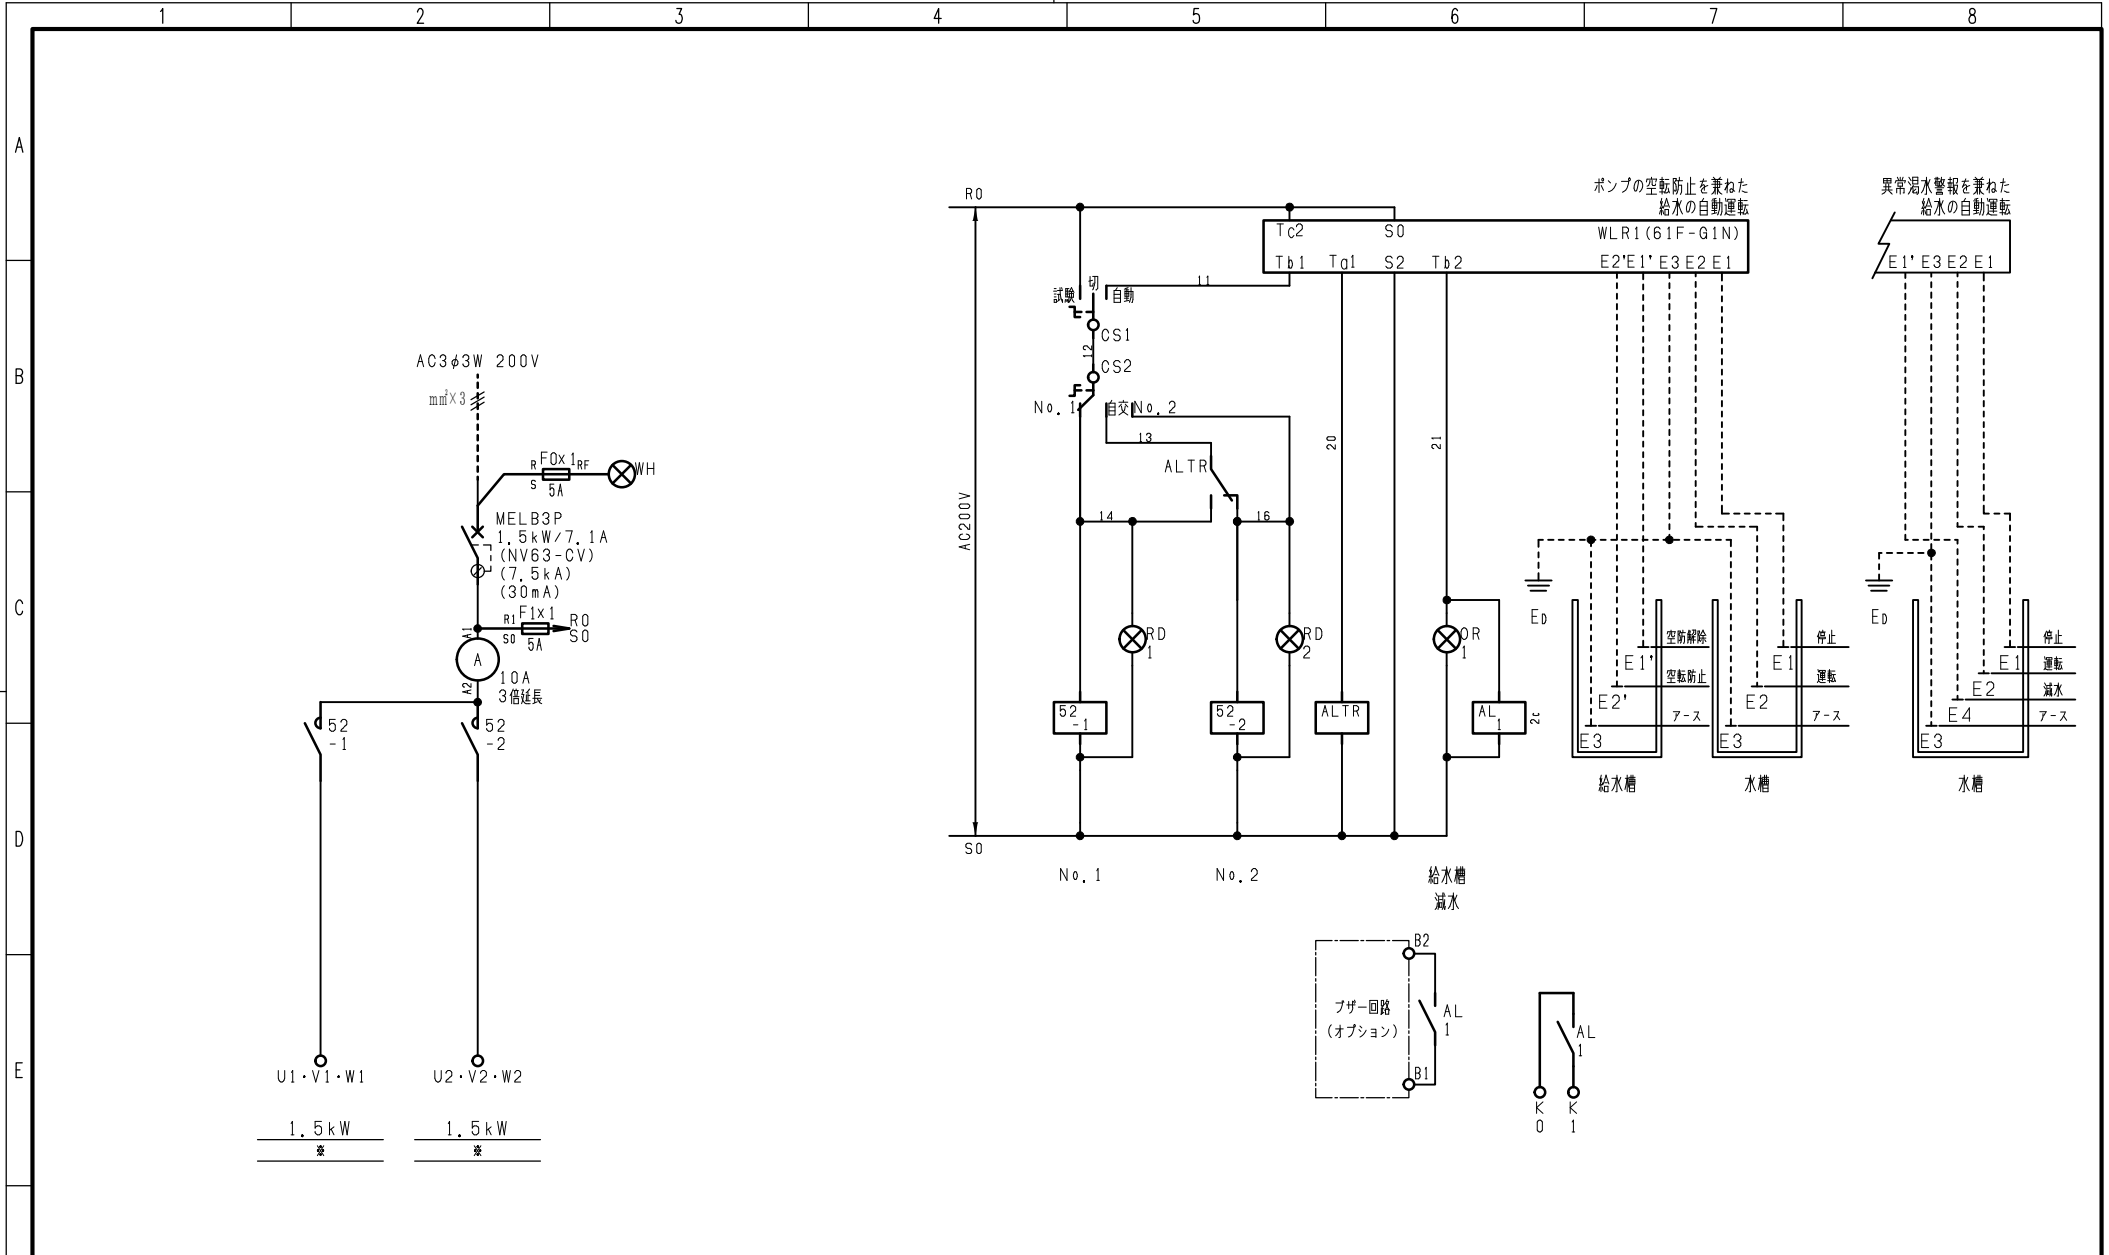 1 2 3 4 5 6 7 8
A
B
C
D
E
AC3φ3W 200V
mm²×3
R F0x1 RF
S 5A
WH
MELB3P
1.5kW/7.1A
(NV63-CV)
(7.5kA)
(30mA)
R1 F1x1 R0
S0 5A S0
A1
A
A2
10A
3倍延長
52
-1
52
-2
U1・V1・W1
U2・V2・W2
1.5kW
※
1.5kW
※
R0
AC200V
S0
試験 切 自動
11
CS1
12
CS2
No.1 自交 No.2
13
ALTR
14
16
20
21
RD
1
RD
2
OR
1
52
-1
52
-2
ALTR
AL
1
2c
No.1
No.2
給水槽
減水
ポンプの空転防止を兼ねた
給水の自動運転
Tc2 S0 WLR1(61F-G1N)
Tb1 Ta1 S2 Tb2 E2' E1' E3 E2 E1
ED
空防解除
E1'
空転防止
E2'
アース
E3
給水槽
停止
E1
運転
E2
アース
E3
水槽
異常渇水警報を兼ねた
給水の自動運転
E1' E3 E2 E1
ED
停止
E1
運転
E2
減水
E4
アース
E3
水槽
B2
ブザー回路
(オプション)
AL
1
B1
AL
1
K
0
K
1